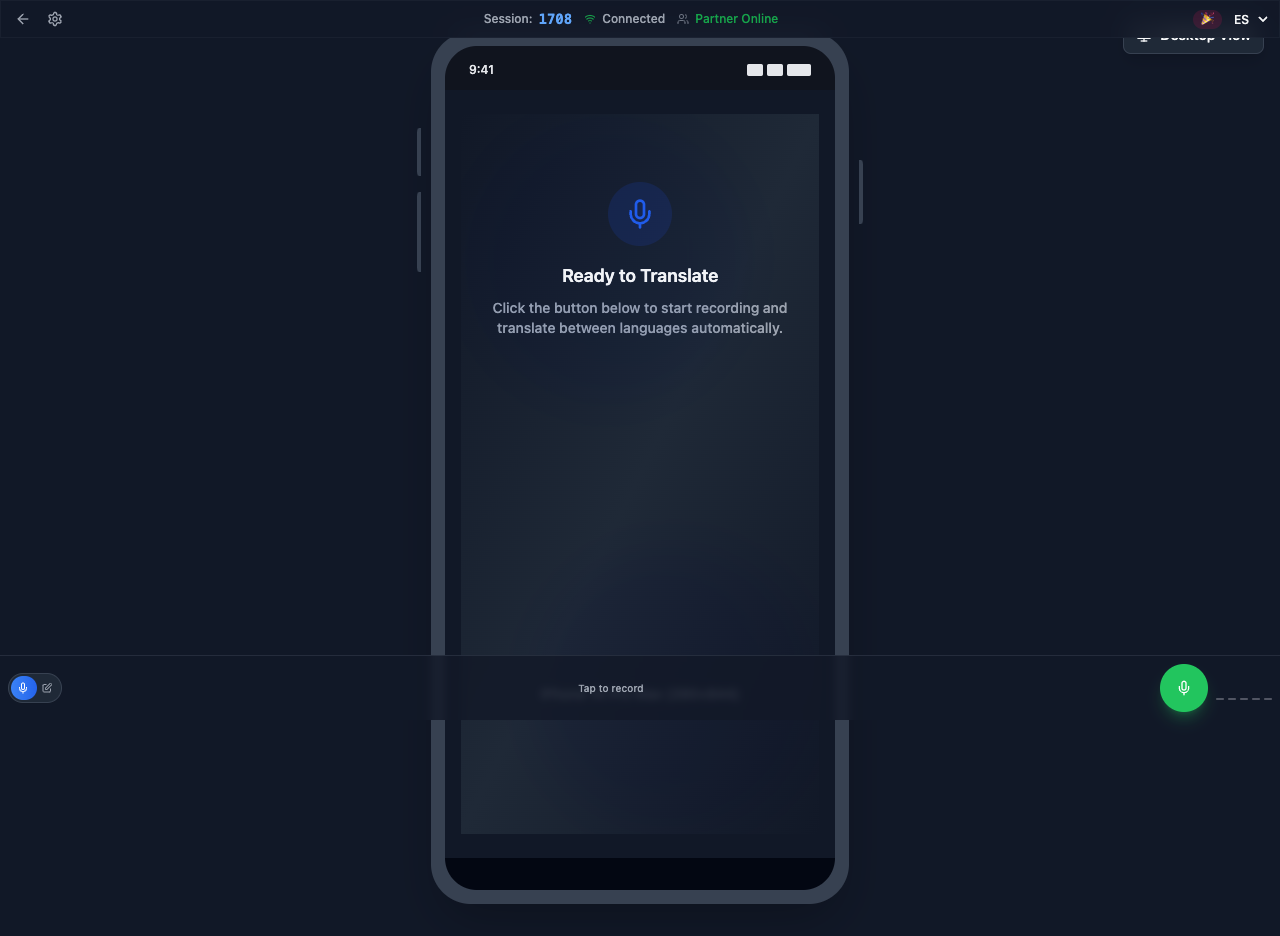 Session: 1708 Connected Partner Online
ES
Desktop View
9:41
Ready to Translate
Click the button below to start recording and
translate between languages automatically.
Tap to record